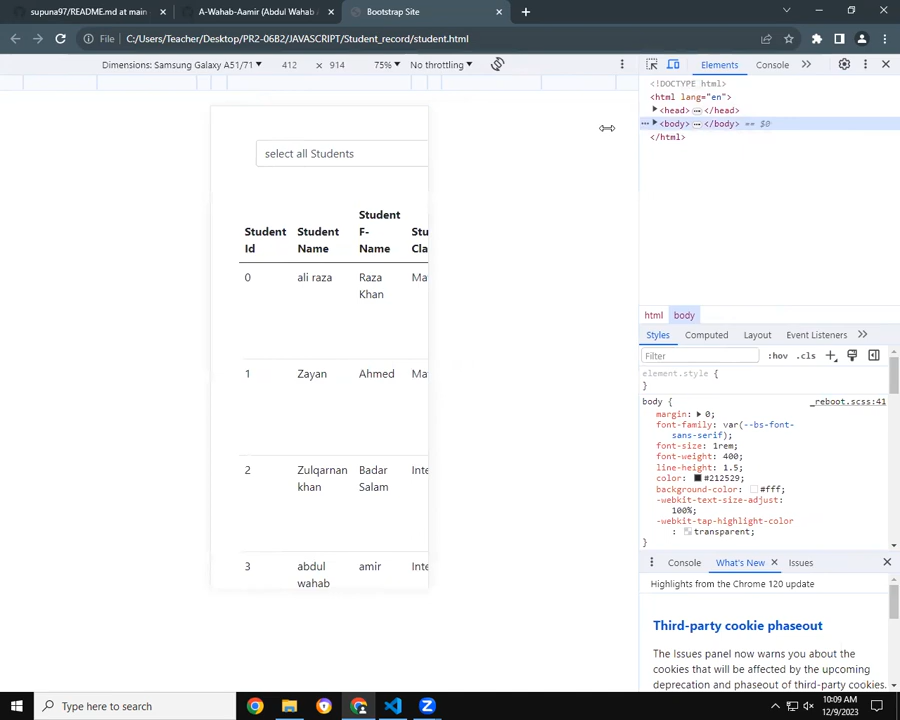 supuna97/README.md at main
A-Wahab-Aamir (Abdul Wahab A
Bootstrap Site
File
C:/Users/Teacher/Desktop/PR2-06B2/JAVASCRIPT/Student_record/student.html
Dimensions: Samsung Galaxy A51/71 412 × 914 75% No throttling
Elements Console
<!DOCTYPE html>
<html lang="en">
<head> … </head>
<body> … </body> == $0
</html>
select all Students
Student Id
Student Name
Student F-Name
Stu Cla
0 ali raza Raza Khan Ma
1 Zayan Ahmed Ma
2 Zulqarnan khan Badar Salam Inte
3 abdul wahab amir Inte
html body
Styles Computed Layout Event Listeners
Filter :hov .cls
element.style {
}
body { _reboot.scss:41
margin: 0;
font-family: var(--bs-font-
sans-serif);
font-size: 1rem;
font-weight: 400;
line-height: 1.5;
color: #212529;
background-color: #fff;
-webkit-text-size-adjust:
100%;
-webkit-tap-highlight-color
: transparent;
}
Console What's New Issues
Highlights from the Chrome 120 update
Third-party cookie phaseout
The Issues panel now warns you about the
cookies that will be affected by the upcoming
deprecation and phaseout of third-party cookies.
Type here to search
10:09 AM
12/9/2023